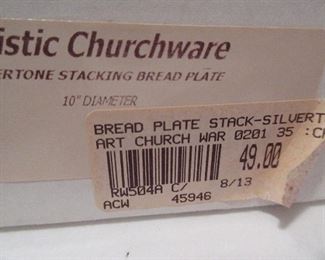 istic Churchware
ERTONE STACKING BREAD PLATE
10" DIAMETER
BREAD PLATE STACK-SILVERT
ART CHURCH WAR 0201 35 :C
49.00
RW504A C/ 8/13
ACW 45946